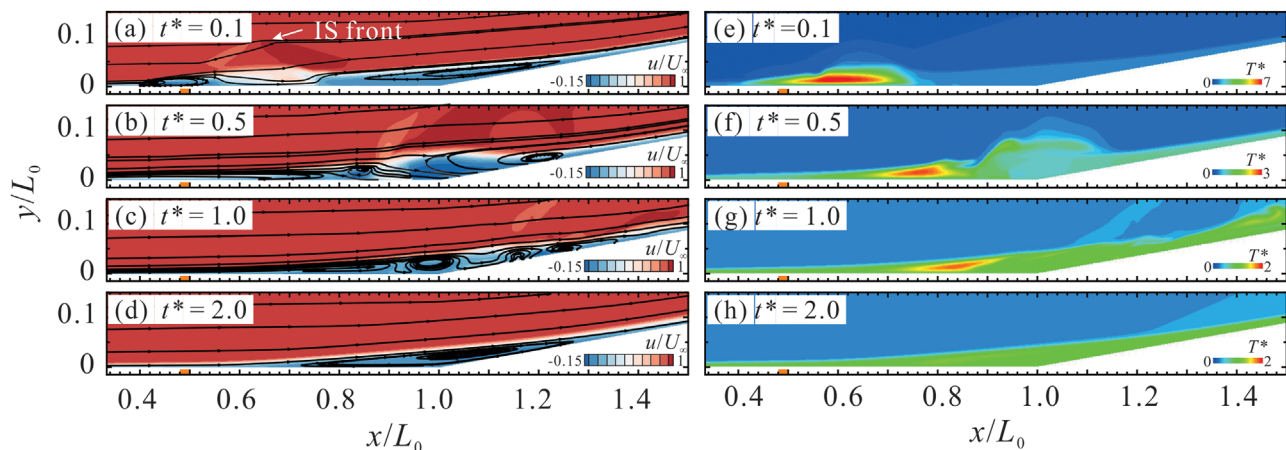 (a) t* = 0.1
IS front
0.1
0
-0.15 u/U∞ 1
(b) t* = 0.5
0.1
0
-0.15 u/U∞ 1
(c) t* = 1.0
0.1
0
-0.15 u/U∞ 1
(d) t* = 2.0
0.1
0
-0.15 u/U∞ 1
y/L₀
0.4 0.6 0.8 1.0 1.2 1.4
x/L₀
(e) t* =0.1
T*
0 7
(f) t* = 0.5
T*
0 3
(g) t* = 1.0
T*
0 2
(h) t* = 2.0
T*
0 2
0.4 0.6 0.8 1.0 1.2 1.4
x/L₀